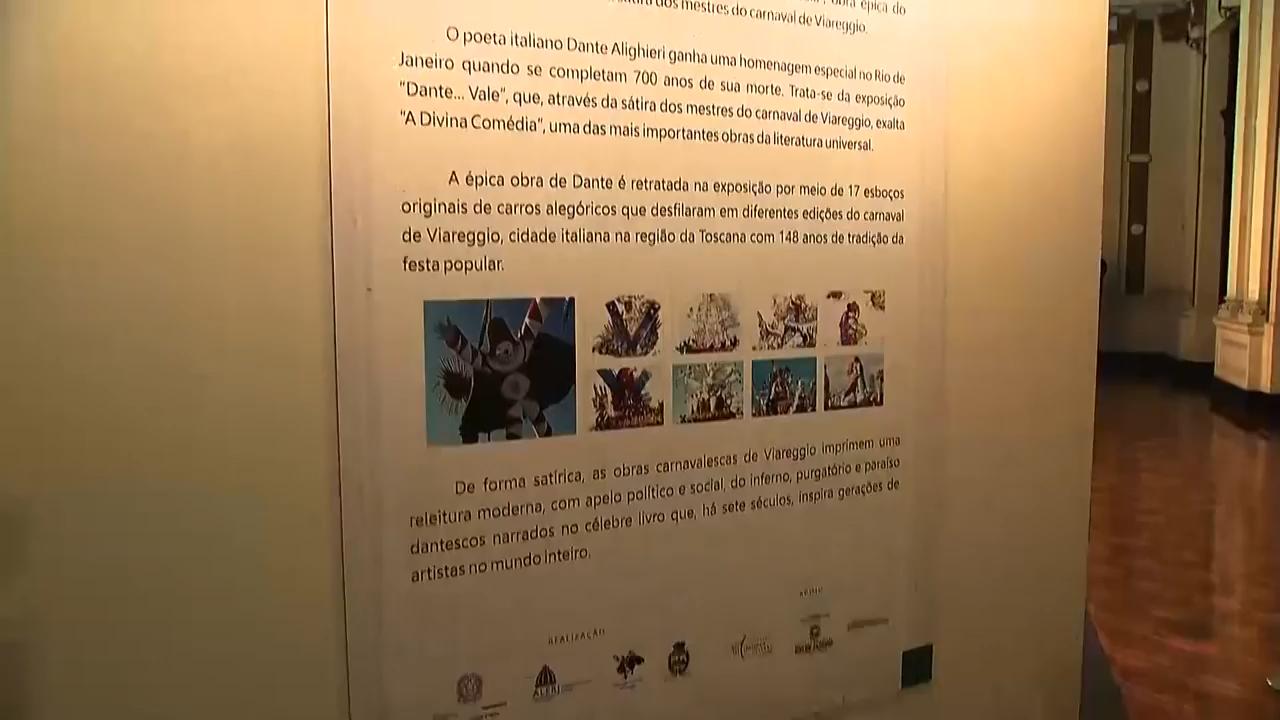 obra épica do
dos mestres do carnaval de Viareggio.
O poeta italiano Dante Alighieri ganha uma homenagem especial no Rio de
Janeiro quando se completam 700 anos de sua morte. Trata-se da exposição
"Dante... Vale", que, através da sátira dos mestres do carnaval de Viareggio, exalta
"A Divina Comédia", uma das mais importantes obras da literatura universal.
A épica obra de Dante é retratada na exposição por meio de 17 esboços
originais de carros alegóricos que desfilaram em diferentes edições do carnaval
de Viareggio, cidade italiana na região da Toscana com 148 anos de tradição da
festa popular.
De forma satírica, as obras carnavalescas de Viareggio imprimem uma
releitura moderna, com apelo político e social, do inferno, purgatório e paraíso
dantescos narrados no célebre livro que, há sete séculos, inspira gerações de
artistas no mundo inteiro.
APOIO
REALIZAÇÃO
ALERJ